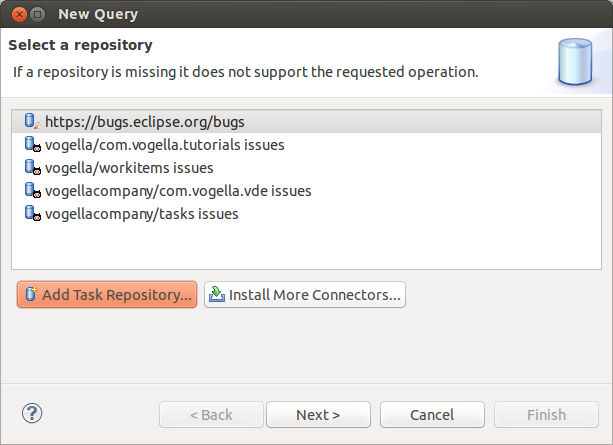 New Query
Select a repository
If a repository is missing it does not support the requested operation.
https://bugs.eclipse.org/bugs
vogella/com.vogella.tutorials issues
vogella/workitems issues
vogellacompany/com.vogella.vde issues
vogellacompany/tasks issues
Add Task Repository... Install More Connectors...
? < Back Next > Cancel Finish